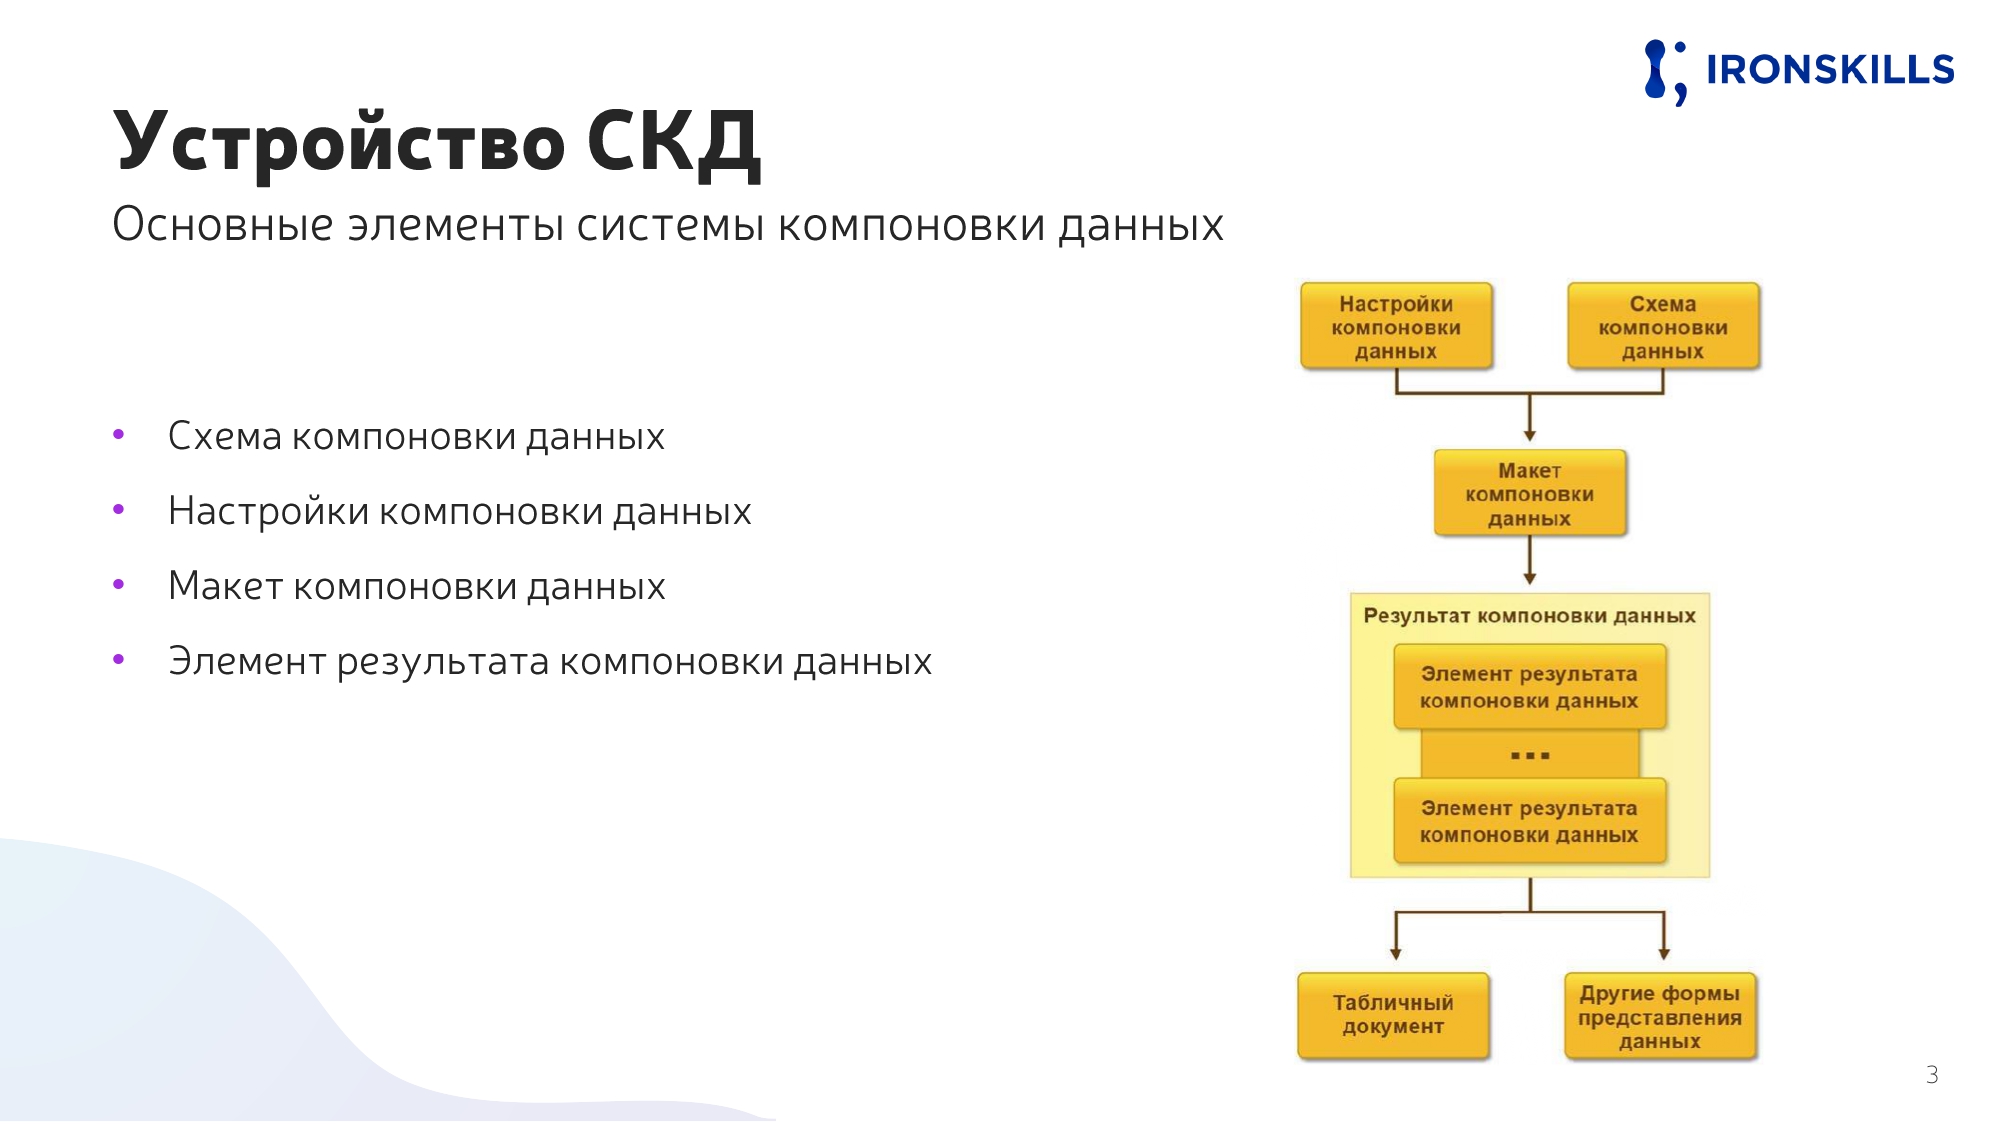 IRONSKILLS
Устройство СКД
Основные элементы системы компоновки данных
• Схема компоновки данных
• Настройки компоновки данных
• Макет компоновки данных
• Элемент результата компоновки данных
Настройки
компоновки
данных
Схема
компоновки
данных
Макет
компоновки
данных
Результат компоновки данных
Элемент результата
компоновки данных
...
Элемент результата
компоновки данных
Табличный
документ
Другие формы
представления
данных
3